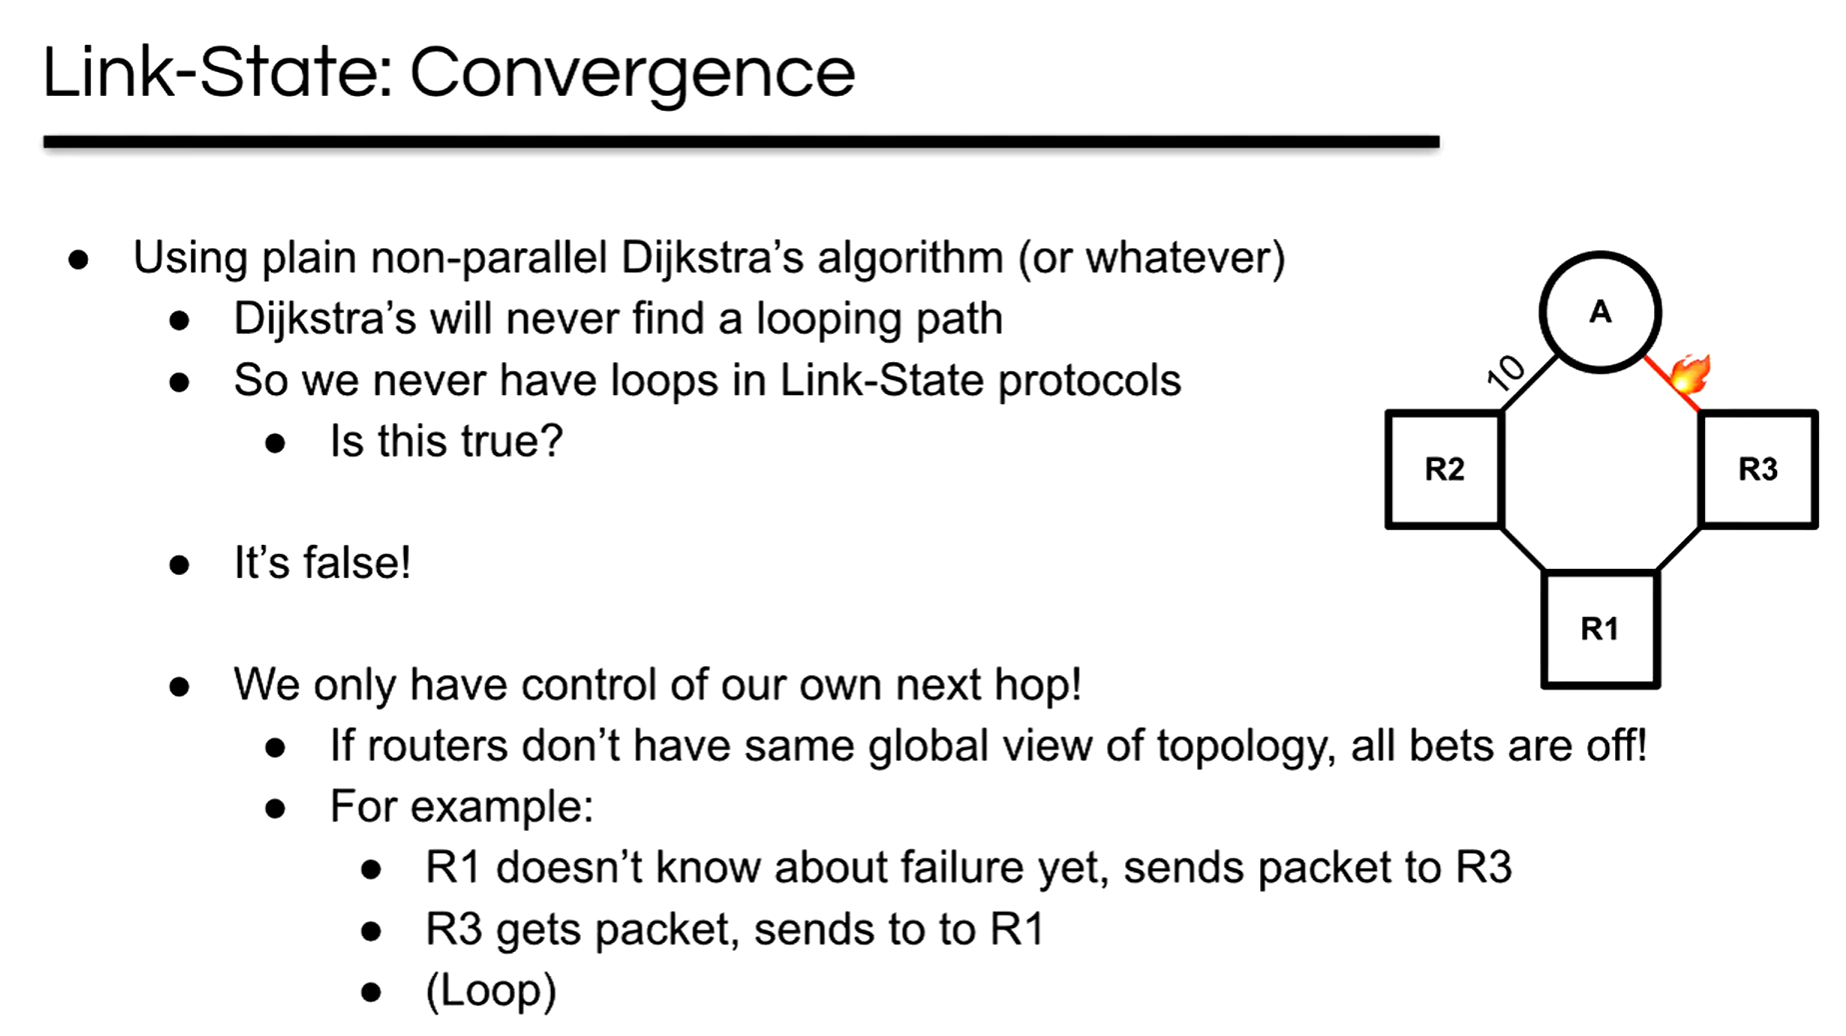 Link-State: Convergence
● Using plain non-parallel Dijkstra’s algorithm (or whatever)
● Dijkstra’s will never find a looping path
● So we never have loops in Link-State protocols
● Is this true?
● It’s false!
● We only have control of our own next hop!
● If routers don’t have same global view of topology, all bets are off!
● For example:
● R1 doesn’t know about failure yet, sends packet to R3
● R3 gets packet, sends to to R1
● (Loop)
A
10
R2
R3
R1